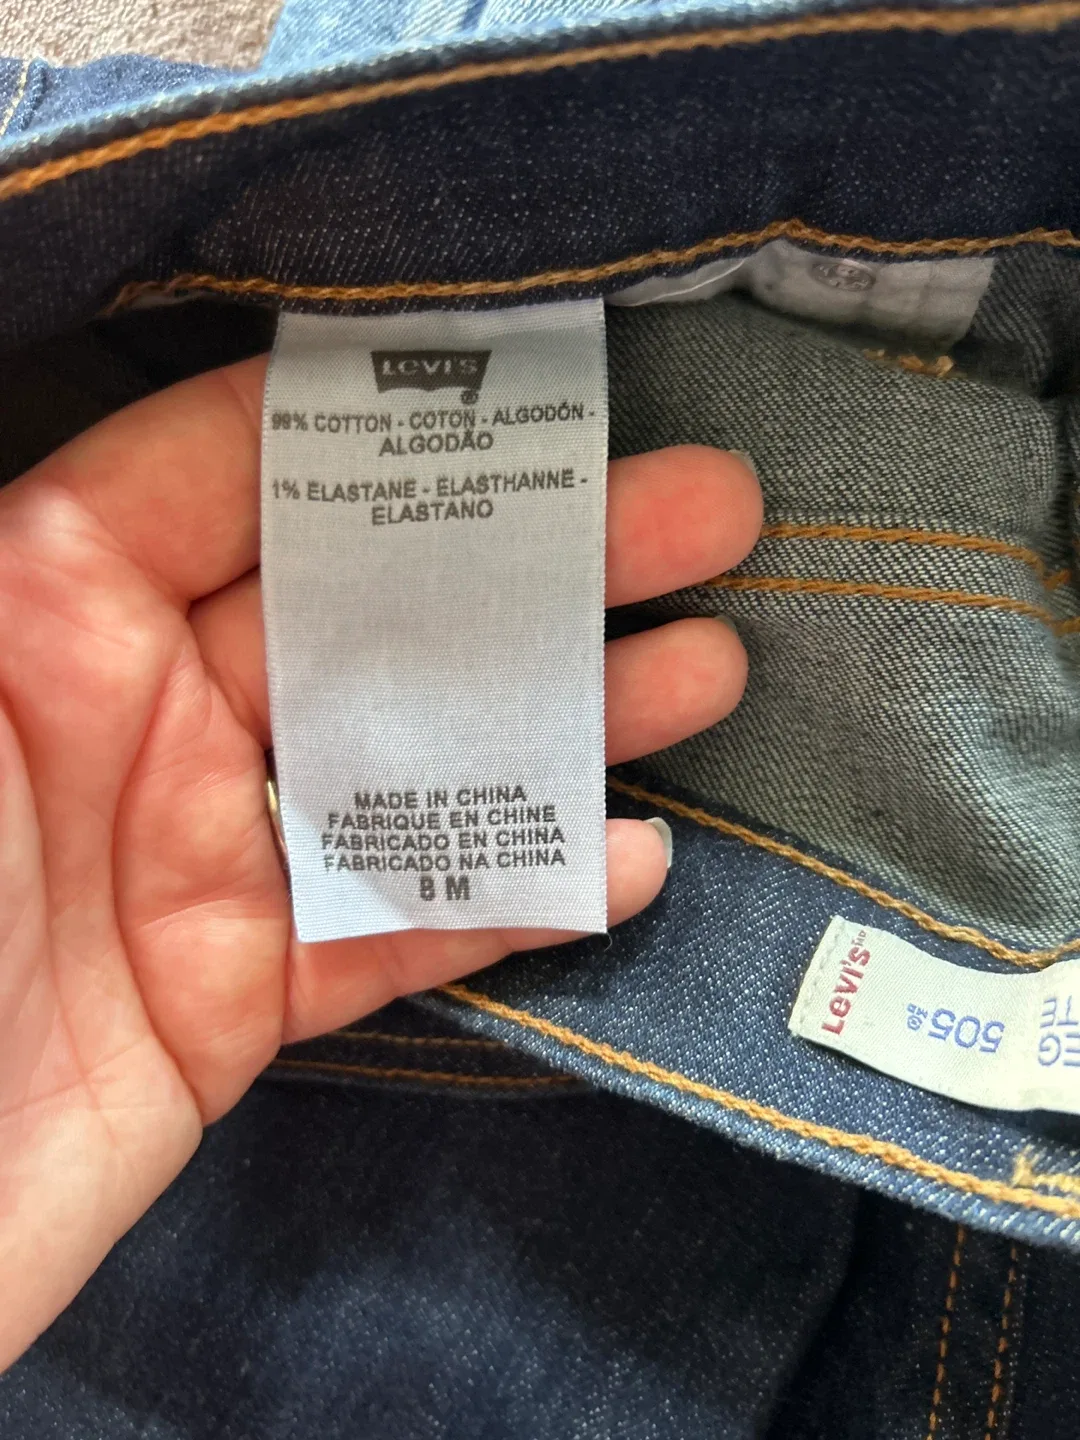 LEVI'S
®
99% COTTON - COTON - ALGODÓN -
ALGODÃO
1% ELASTANE - ELASTHANNE -
ELASTANO
MADE IN CHINA
FABRIQUE EN CHINE
FABRICADO EN CHINA
FABRICADO NA CHINA
8 M
Levi's
505